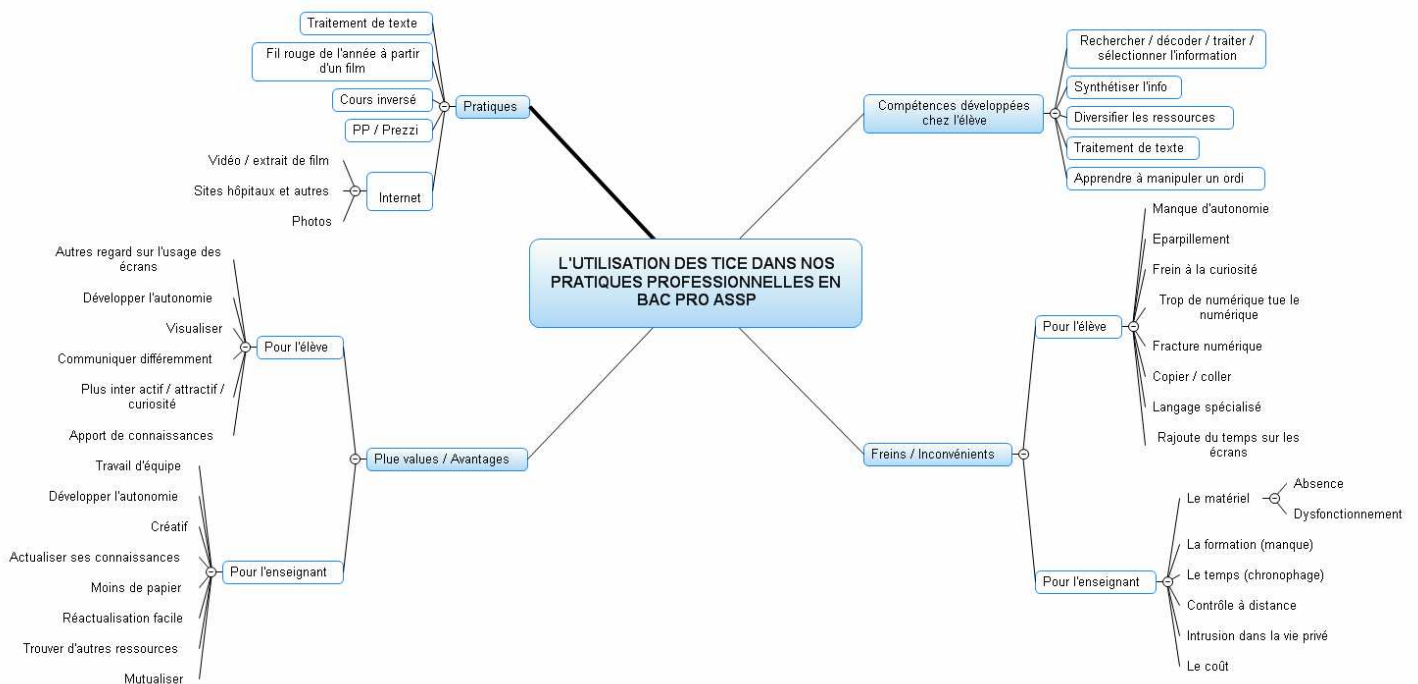 L'UTILISATION DES TICE DANS NOS
PRATIQUES PROFESSIONNELLES EN
BAC PRO ASSP
Pratiques
Traitement de texte
Fil rouge de l'année à partir
d'un film
Cours inversé
PP / Prezzi
Internet
Vidéo / extrait de film
Sites hôpitaux et autres
Photos
Compétences développées
chez l'élève
Rechercher / décoder / traiter /
sélectionner l'information
Synthétiser l'info
Diversifier les ressources
Traitement de texte
Apprendre à manipuler un ordi
Plue values / Avantages
Pour l'élève
Autres regard sur l'usage des
écrans
Développer l'autonomie
Visualiser
Communiquer différemment
Plus inter actif / attractif /
curiosité
Apport de connaissances
Pour l'enseignant
Travail d'équipe
Développer l'autonomie
Créatif
Actualiser ses connaissances
Moins de papier
Réactualisation facile
Trouver d'autres ressources
Mutualiser
Freins / Inconvénients
Pour l'élève
Manque d'autonomie
Eparpillement
Frein à la curiosité
Trop de numérique tue le
numérique
Fracture numérique
Copier / coller
Langage spécialisé
Rajoute du temps sur les
écrans
Pour l'enseignant
Le matériel
Absence
Dysfonctionnement
La formation (manque)
Le temps (chronophage)
Contrôle à distance
Intrusion dans la vie privé
Le coût